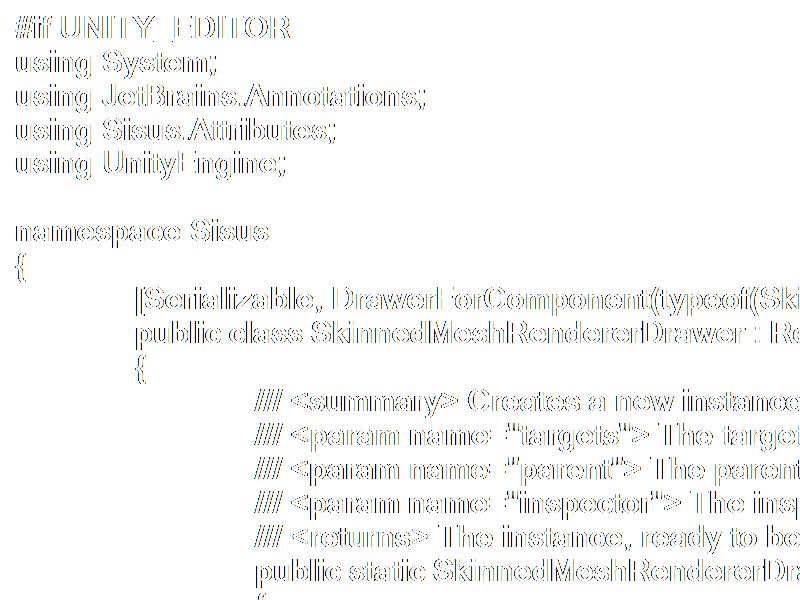 #if UNITY_EDITOR
using System;
using JetBrains.Annotations;
using Sisus.Attributes;
using UnityEngine;

namespace Sisus
{
[Serializable, DrawerForComponent(typeof(Ski
public class SkinnedMeshRendererDrawer : Re
{
/// <summary> Creates a new instance
/// <param name="targets"> The target
/// <param name="parent"> The parent
/// <param name="inspector"> The insp
/// <returns> The instance, ready to be
public static SkinnedMeshRendererDra
{